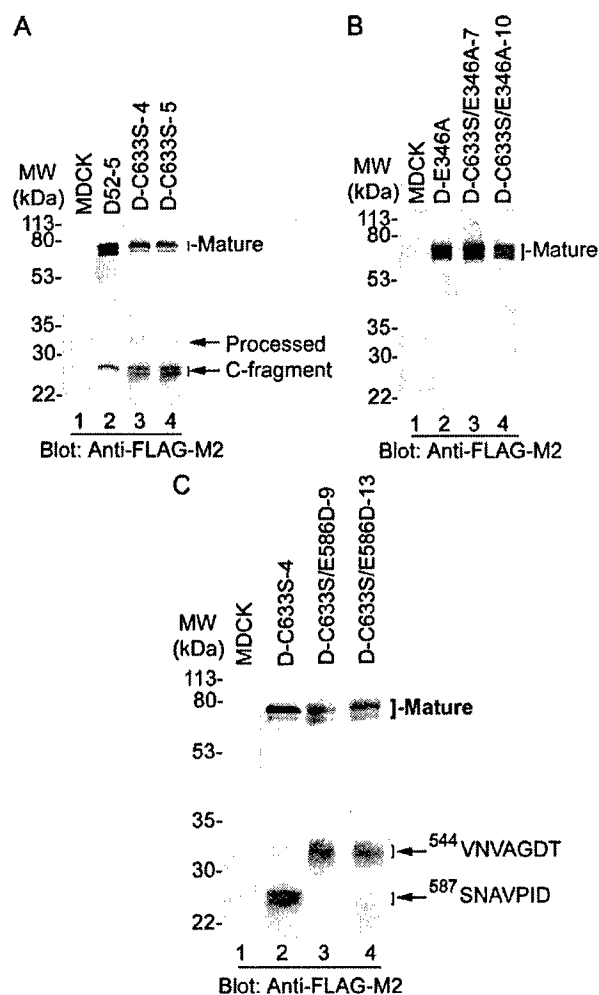 A
MW
(kDa)
MDCK
D52-5
D-C633S-4
D-C633S-5
113-
80-
53-
35-
30-
22-
-Mature
Processed
C-fragment
1 2 3 4
Blot: Anti-FLAG-M2
B
MW
(kDa)
MDCK
D-E346A
D-C633S/E346A-7
D-C633S/E346A-10
113-
80-
53-
35-
30-
22-
]-Mature
1 2 3 4
Blot: Anti-FLAG-M2
C
MW
(kDa)
MDCK
D-C633S-4
D-C633S/E586D-9
D-C633S/E586D-13
113-
80-
53-
35-
30-
22-
]-Mature
544VNVAGDT
587SNAVPID
1 2 3 4
Blot: Anti-FLAG-M2